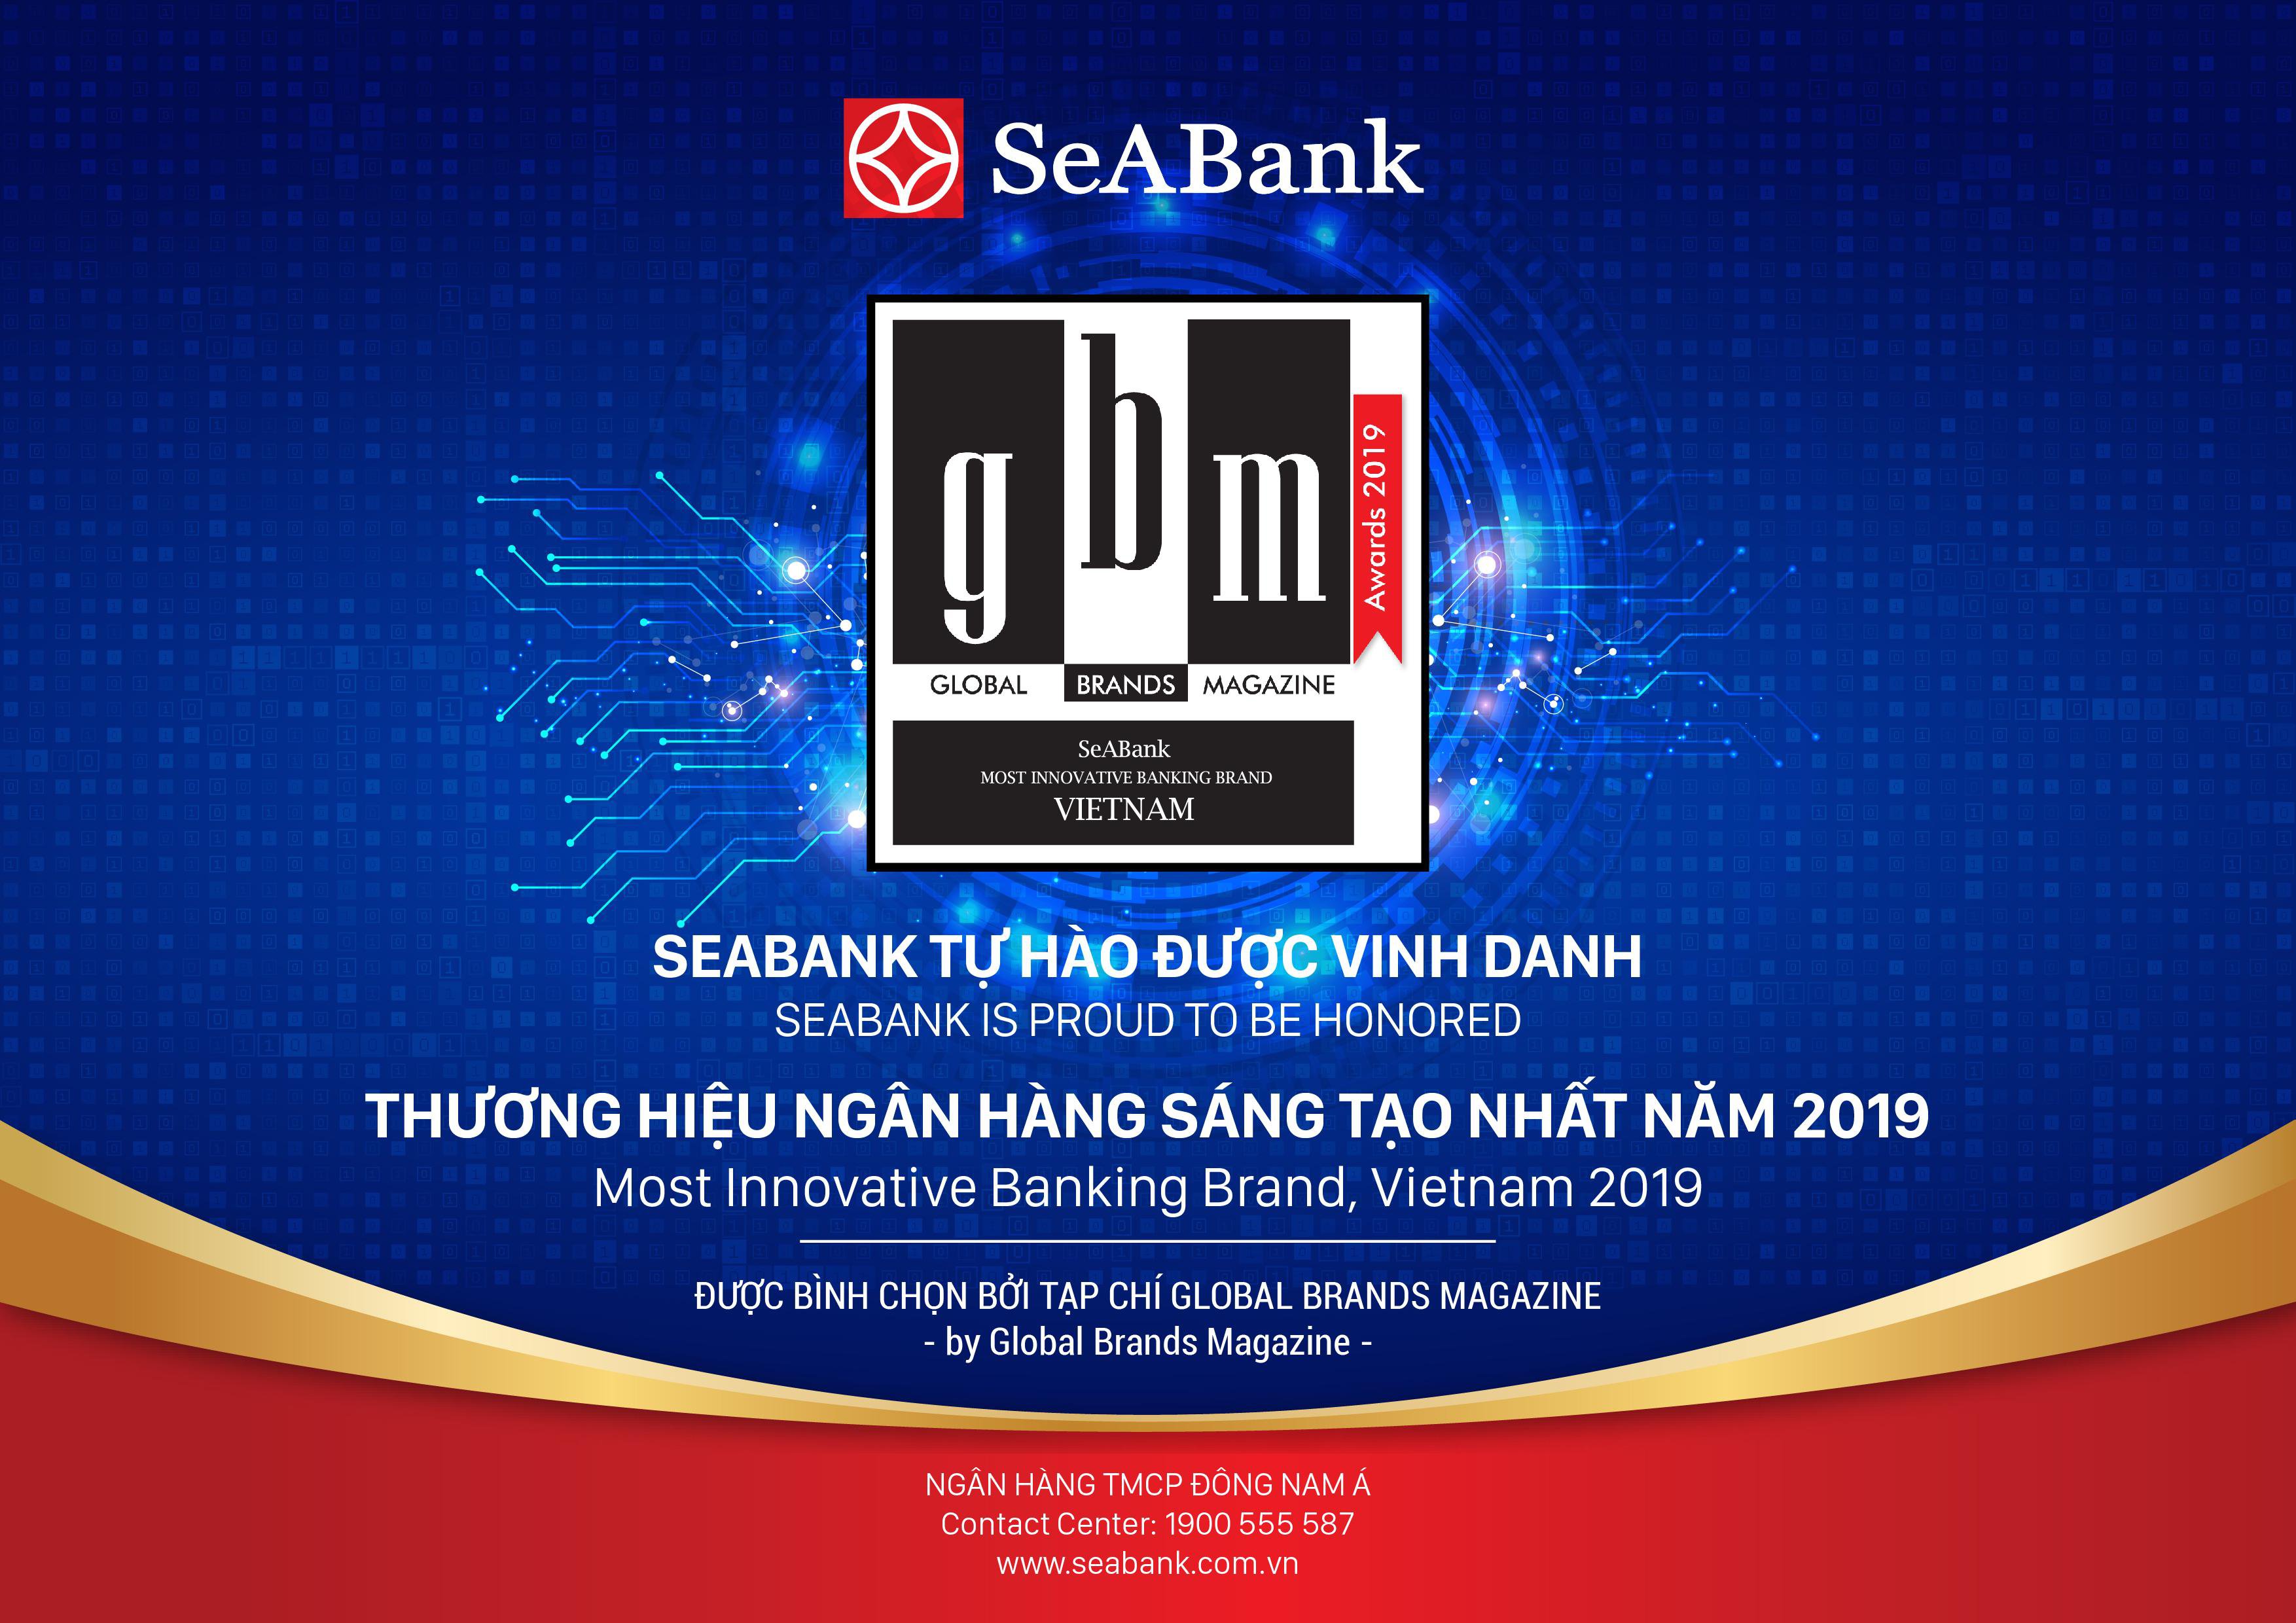 SeABank
gbm
Awards 2019
GLOBAL BRANDS MAGAZINE
SeABank
MOST INNOVATIVE BANKING BRAND
VIETNAM
SEABANK TỰ HÀO ĐƯỢC VINH DANH
SEABANK IS PROUD TO BE HONORED
THƯƠNG HIỆU NGÂN HÀNG SÁNG TẠO NHẤT NĂM 2019
Most Innovative Banking Brand, Vietnam 2019
ĐƯỢC BÌNH CHỌN BỞI TẠP CHÍ GLOBAL BRANDS MAGAZINE
- by Global Brands Magazine -
NGÂN HÀNG TMCP ĐÔNG NAM Á
Contact Center: 1900 555 587
www.seabank.com.vn